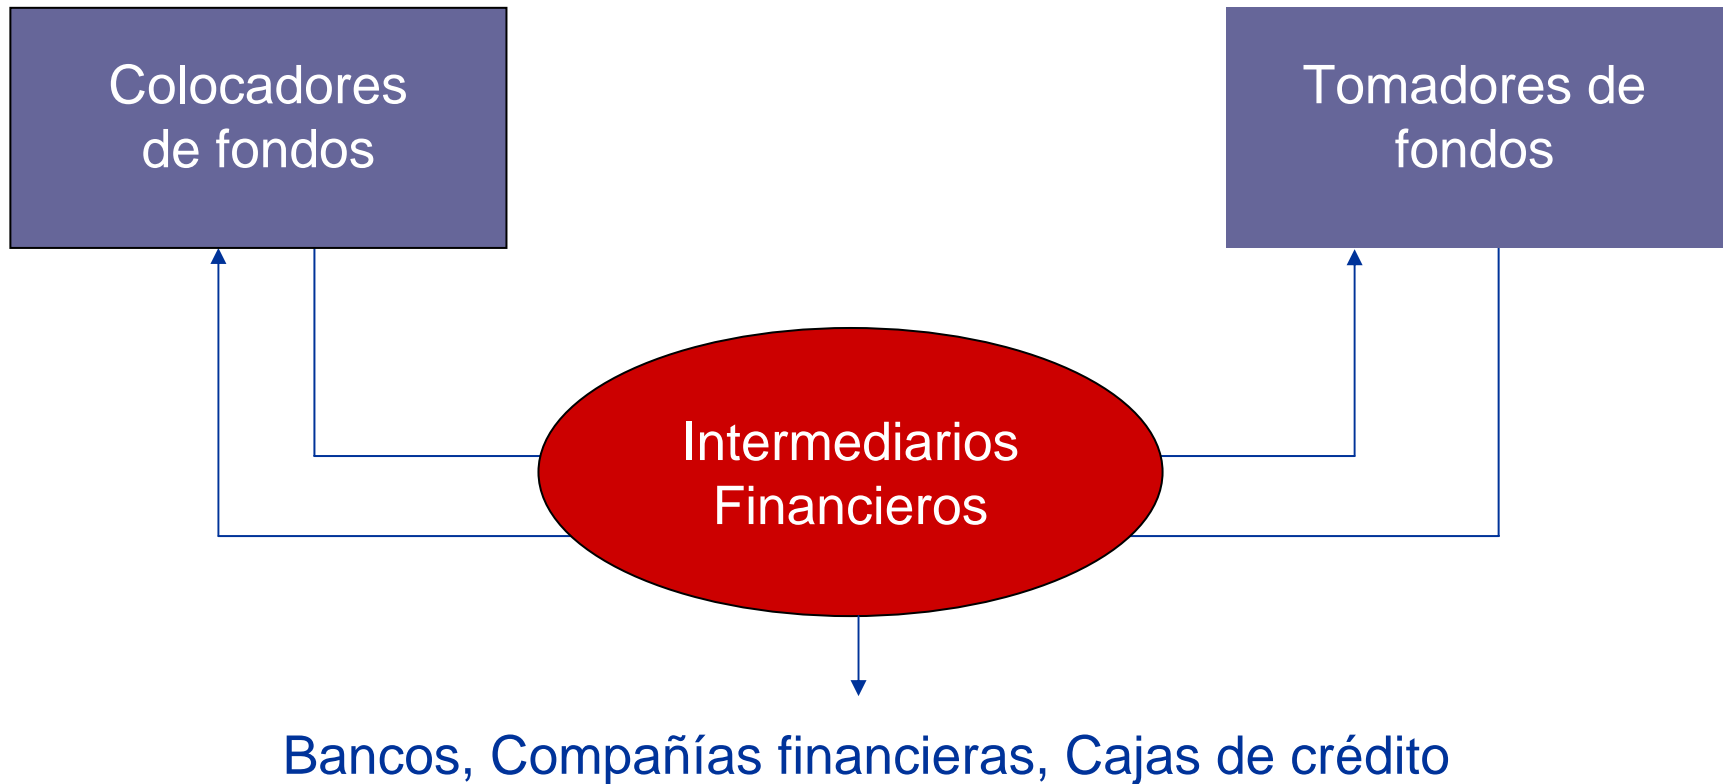 Colocadores
de fondos
Tomadores de
fondos
Intermediarios
Financieros
Bancos, Compañías financieras, Cajas de crédito